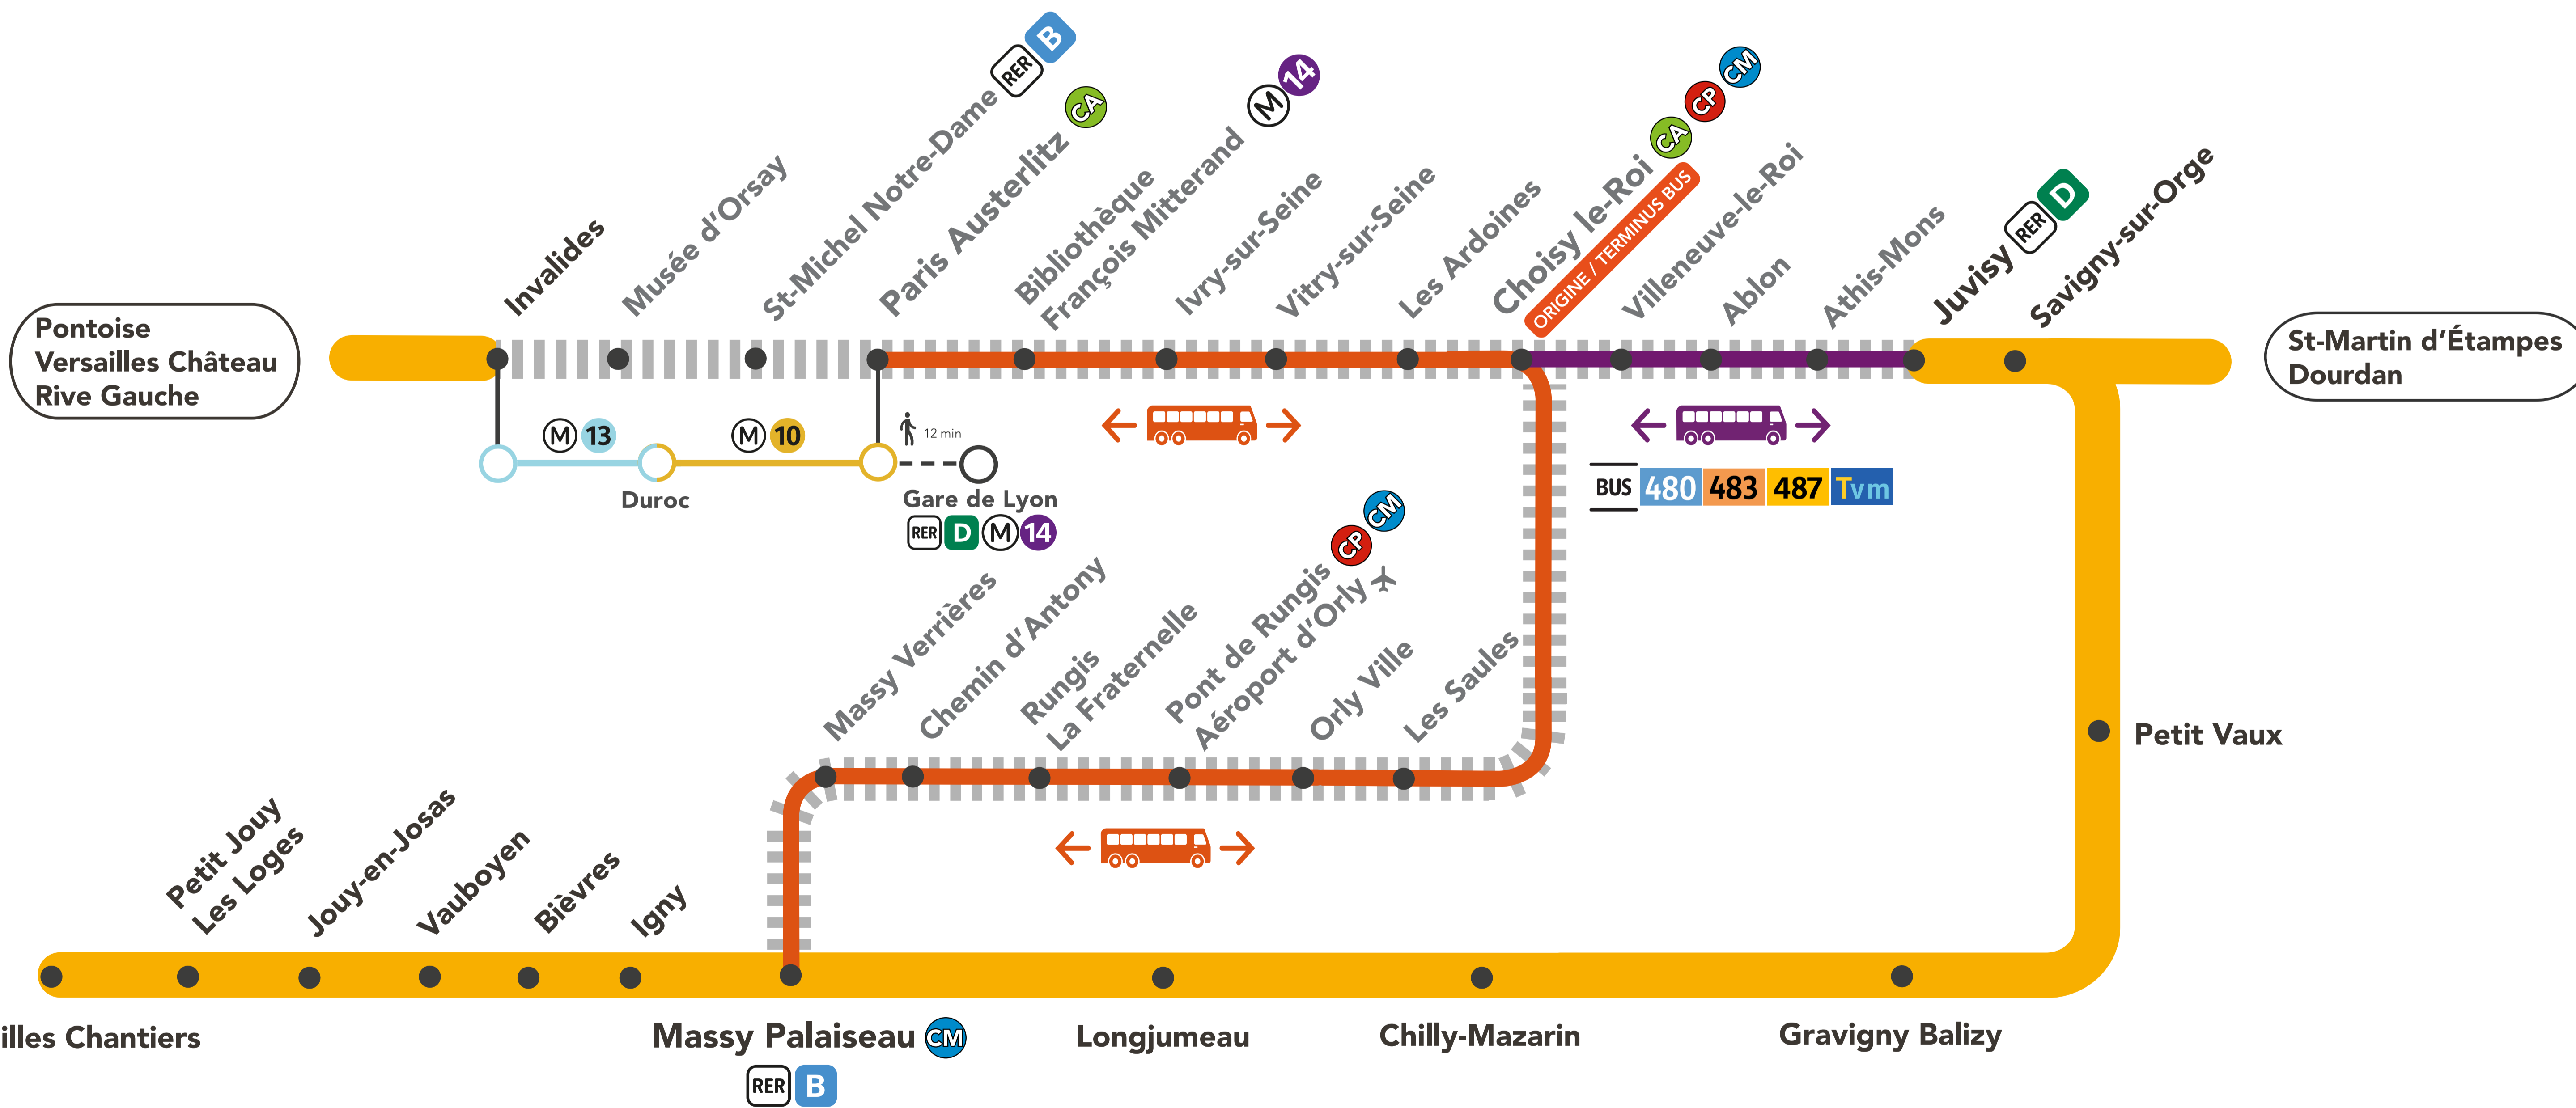 Pontoise
Versailles Château
Rive Gauche
Invalides
Musée d'Orsay
St-Michel Notre-Dame RER B
Paris Austerlitz CA
Bibliothèque
François Mitterand M 14
Ivry-sur-Seine
Vitry-sur-Seine
Les Ardoines
Choisy le-Roi CA CP CM
ORIGINE / TERMINUS BUS
Villeneuve-le-Roi
Ablon
Athis-Mons
Juvisy RER D
Savigny-sur-Orge
St-Martin d'Étampes
Dourdan
M 13
M 10
12 min
Duroc
Gare de Lyon
RER D M 14
BUS 480 483 487 Tvm
Massy Verrières
Chemin d'Antony
Rungis
La Fraternelle
Pont de Rungis CP CM
Aéroport d'Orly
Orly Ville
Les Saules
Petit Vaux
Petit Jouy
Les Loges
Jouy-en-Josas
Vauboyen
Bièvres
Igny
illes Chantiers
Massy Palaiseau CM
RER B
Longjumeau
Chilly-Mazarin
Gravigny Balizy